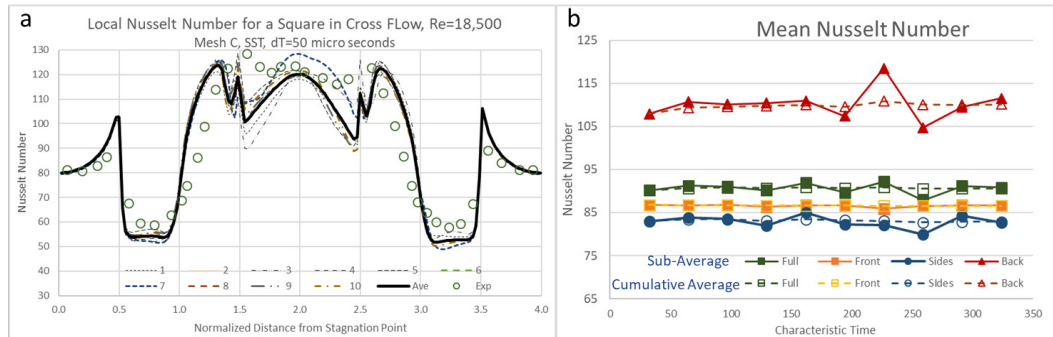 a
Local Nusselt Number for a Square in Cross FLow, Re=18,500
Mesh C, SST, dT=50 micro seconds
Nusselt Number
130
120
110
100
90
80
70
60
50
40
30
1 2 3 4 5 6
7 8 9 10 Ave Exp
0.0 0.5 1.0 1.5 2.0 2.5 3.0 3.5 4.0
Normalized Distance from Stagnation Point
b
Mean Nusselt Number
Nusselt Number
125
115
105
95
85
75
65
Sub-Average Full Front Sides Back
Cumulative Average Full Front SIdes Back
0 50 100 150 200 250 300 350
Characteristic Time